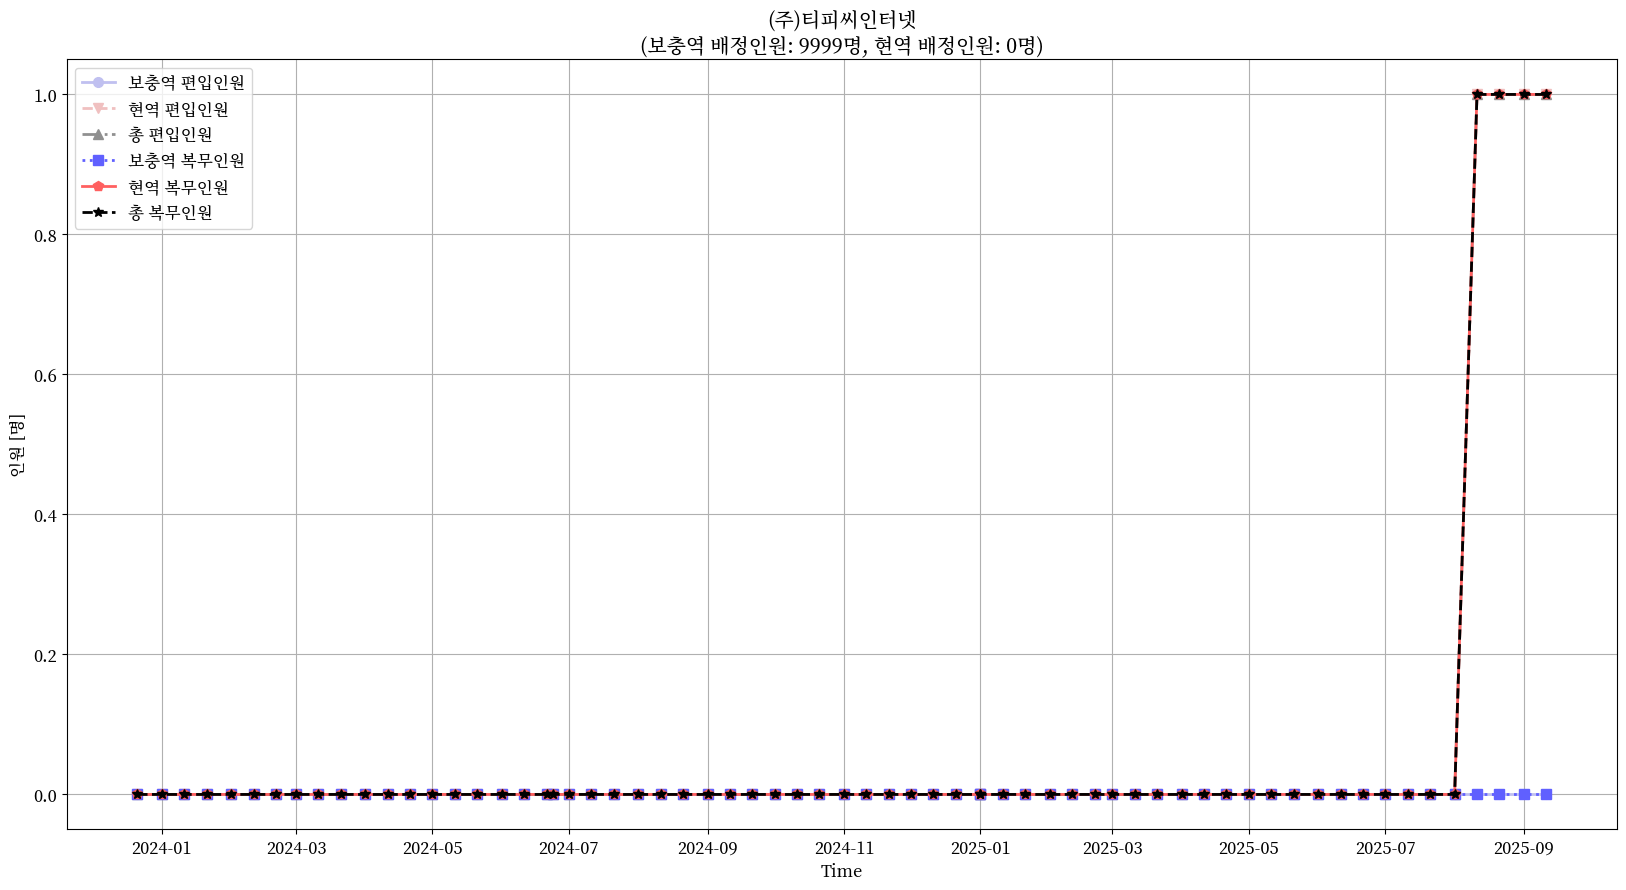 (주)티피씨인터넷
(보충역 배정인원: 9999명, 현역 배정인원: 0명)
보충역 편입인원
현역 편입인원
총 편입인원
보충역 복무인원
현역 복무인원
총 복무인원
1.0
0.8
0.6
0.4
0.2
0.0
인원 [명]
2024-01
2024-03
2024-05
2024-07
2024-09
2024-11
2025-01
2025-03
2025-05
2025-07
2025-09
Time